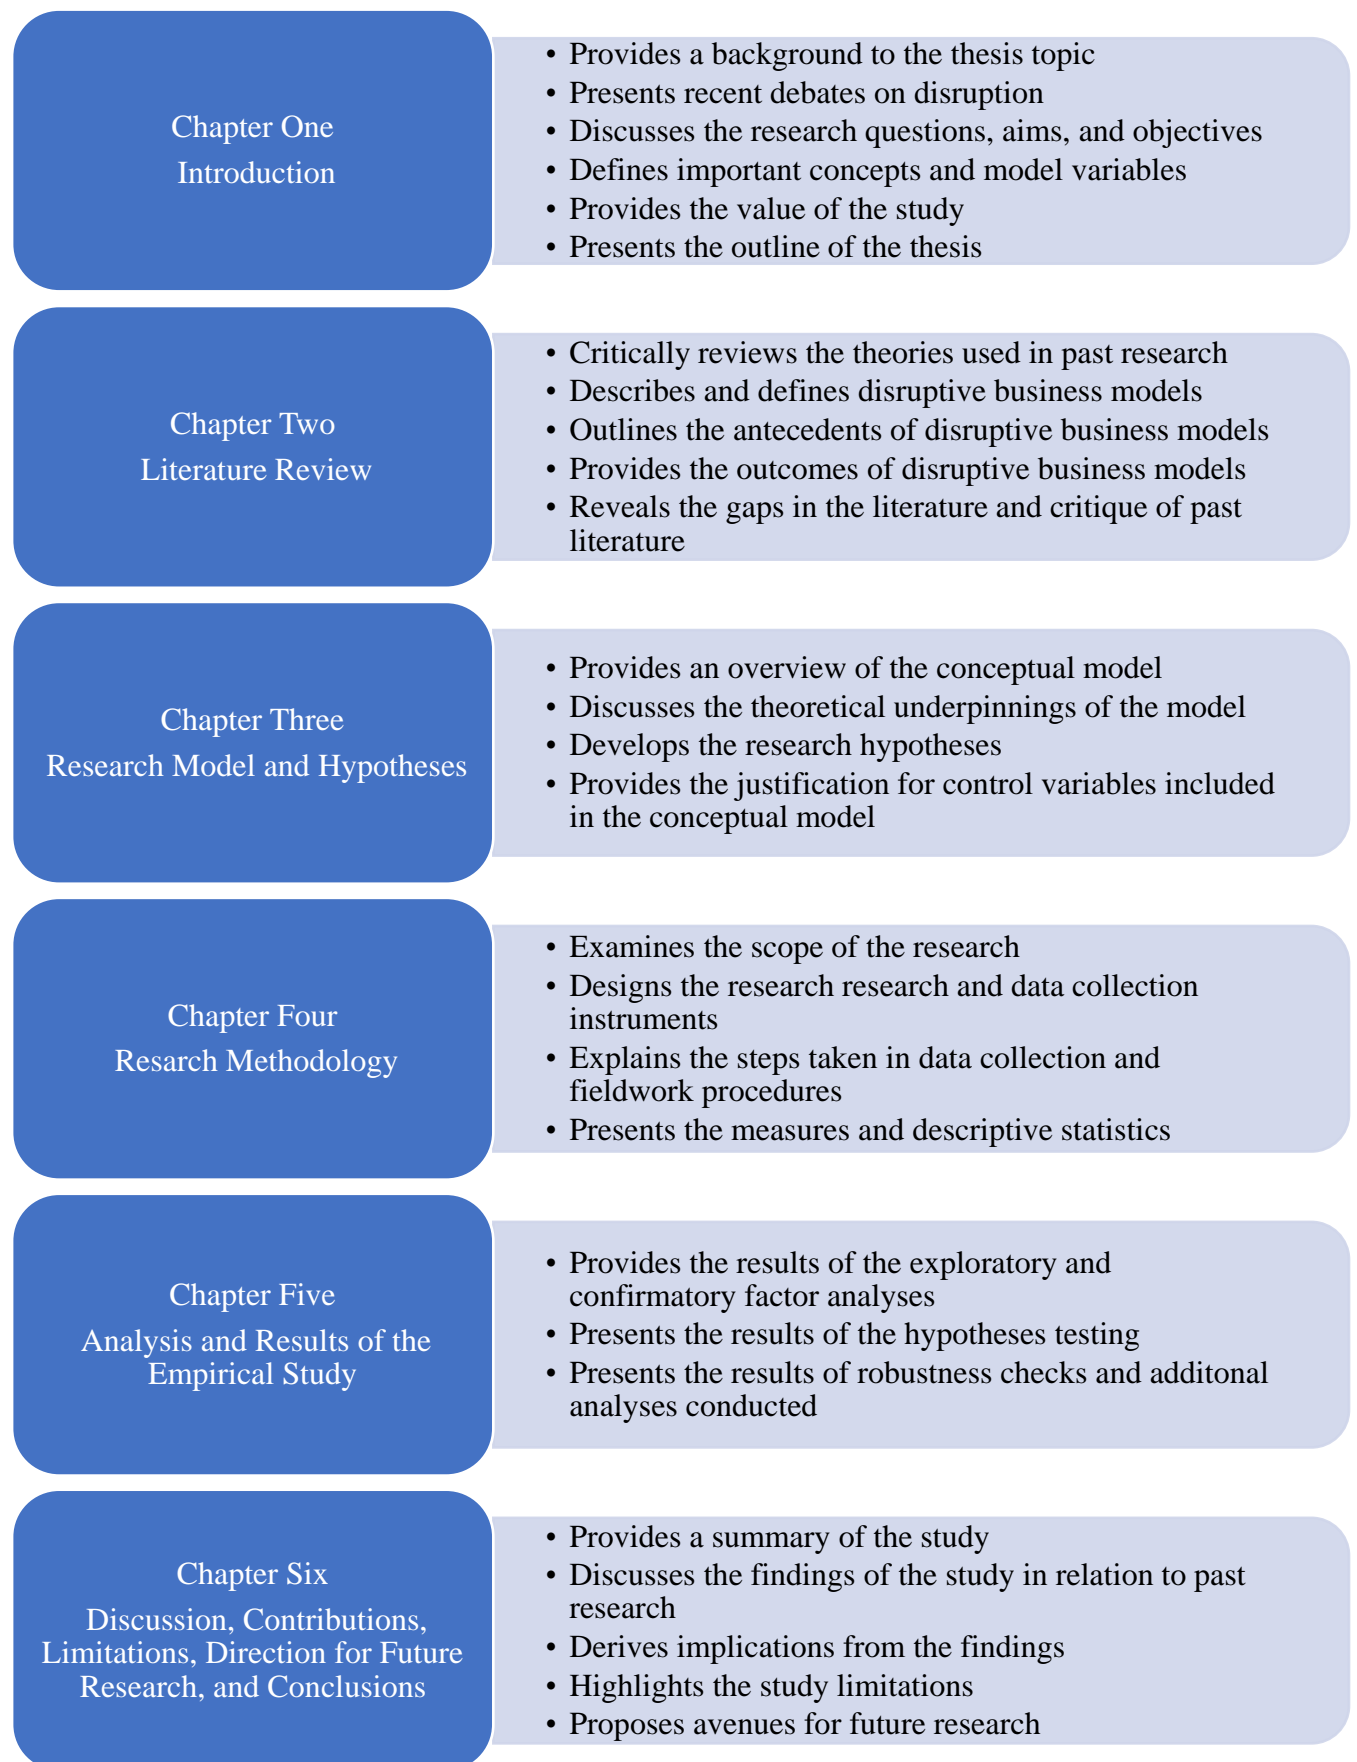 Chapter One
Introduction
• Provides a background to the thesis topic
• Presents recent debates on disruption
• Discusses the research questions, aims, and objectives
• Defines important concepts and model variables
• Provides the value of the study
• Presents the outline of the thesis
Chapter Two
Literature Review
• Critically reviews the theories used in past research
• Describes and defines disruptive business models
• Outlines the antecedents of disruptive business models
• Provides the outcomes of disruptive business models
• Reveals the gaps in the literature and critique of past
literature
Chapter Three
Research Model and Hypotheses
• Provides an overview of the conceptual model
• Discusses the theoretical underpinnings of the model
• Develops the research hypotheses
• Provides the justification for control variables included
in the conceptual model
Chapter Four
Resarch Methodology
• Examines the scope of the research
• Designs the research research and data collection
instruments
• Explains the steps taken in data collection and
fieldwork procedures
• Presents the measures and descriptive statistics
Chapter Five
Analysis and Results of the
Empirical Study
• Provides the results of the exploratory and
confirmatory factor analyses
• Presents the results of the hypotheses testing
• Presents the results of robustness checks and additonal
analyses conducted
Chapter Six
Discussion, Contributions,
Limitations, Direction for Future
Research, and Conclusions
• Provides a summary of the study
• Discusses the findings of the study in relation to past
research
• Derives implications from the findings
• Highlights the study limitations
• Proposes avenues for future research